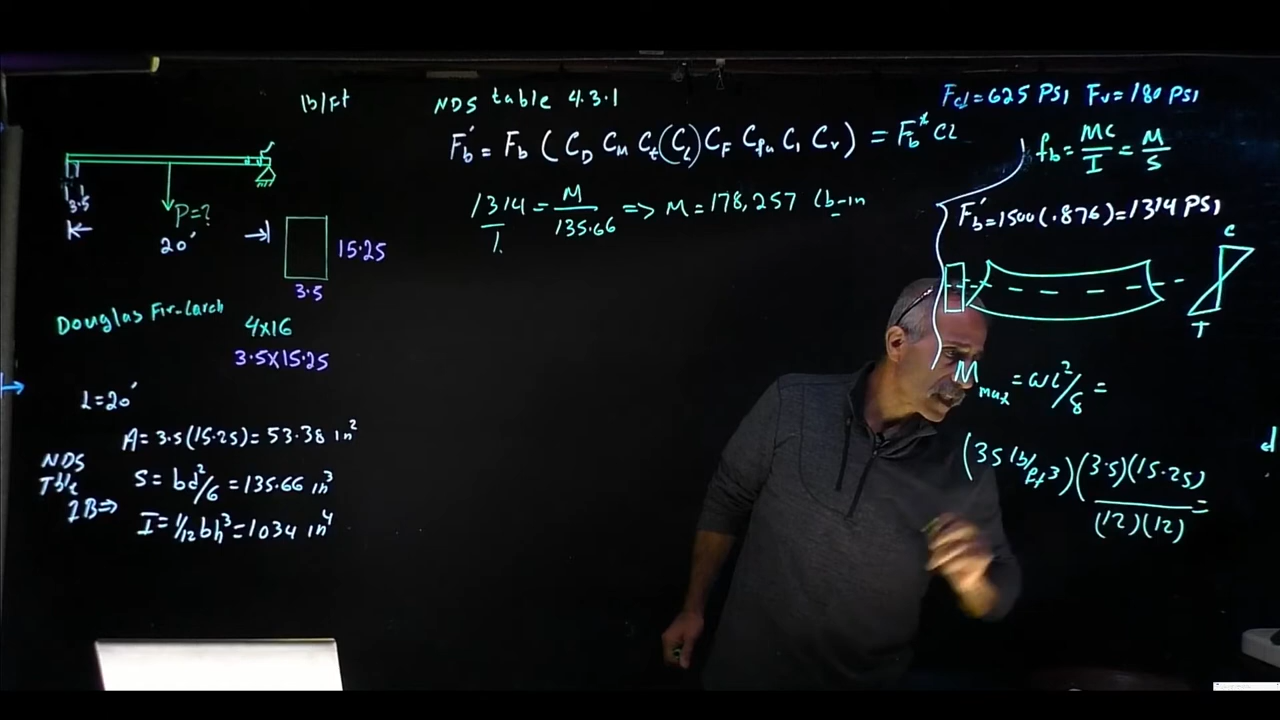 lb/ft
3.5
P=?
20'
15.25
3.5
Douglas Fir-Larch
4x16
3.5x15.25
L=20'
A= 3.5(15.25)= 53.38 in²
NDS Tble 1B=>
S= bd²/6 =135.66 in³
I= 1/12 bh³=1034 in⁴
NDS table 4.3.1
F'b = Fb ( CD CM Ct (CL) CF Cfu Ci Cr ) = Fb* CL
1314/1 = M/135.66 => M= 178,257 lb-in
Fc⊥=625 PSI Fv=180 PSI
fb= MC/I = M/S
F'b=1500(.876)=1314 PSI
C
T
Mmax = ωL²/8 =
(35 lb/ft³)((3.5)(15.25)/(12)(12) =
d